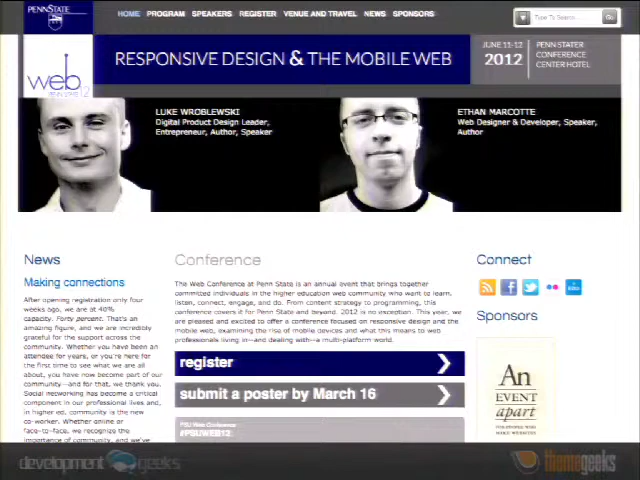 PENNSTATE
HOME PROGRAM SPEAKERS REGISTER VENUE AND TRAVEL NEWS SPONSORS
Type To Search...
Go
web
12
RESPONSIVE DESIGN & THE MOBILE WEB
JUNE 11-12
2012
PENN STATER
CONFERENCE
CENTER HOTEL
LUKE WROBLEWSKI
Digital Product Design Leader,
Entrepreneur, Author, Speaker
ETHAN MARCOTTE
Web Designer & Developer, Speaker,
Author
News
Making connections
After opening registration only four
weeks ago, we are at 40%
capacity. Forty percent. That's an
amazing figure, and we are incredibly
grateful for the support across the
community. Whether you have been an
attendee for years, or you're here for
the first time to see what we are all
about, you have now become part of our
community—and for that, we thank you.
Social networking has become a critical
component in our professional lives and,
in higher ed, community is the new
co-worker. Whether online or
face-to-face, we recognize the
importance of community, and we've
Conference
The Web Conference at Penn State is an annual event that brings together
committed individuals in the higher education web community who want to learn,
listen, connect, engage, and do. From content strategy to programming, this
conference covers it for Penn State and beyond. 2012 is no exception. This year, we
are pleased and excited to offer a conference focused on responsive design and the
mobile web, examining the rise of mobile devices and what this means to web
professionals living in—and dealing with—a multi-platform world.
register
submit a poster by March 16
PSU Web Conference
#PSUWEB12:
Connect
Sponsors
An
EVENT
apart
FOR PEOPLE WHO
MAKE WEBSITES
development geeks
themegeeks